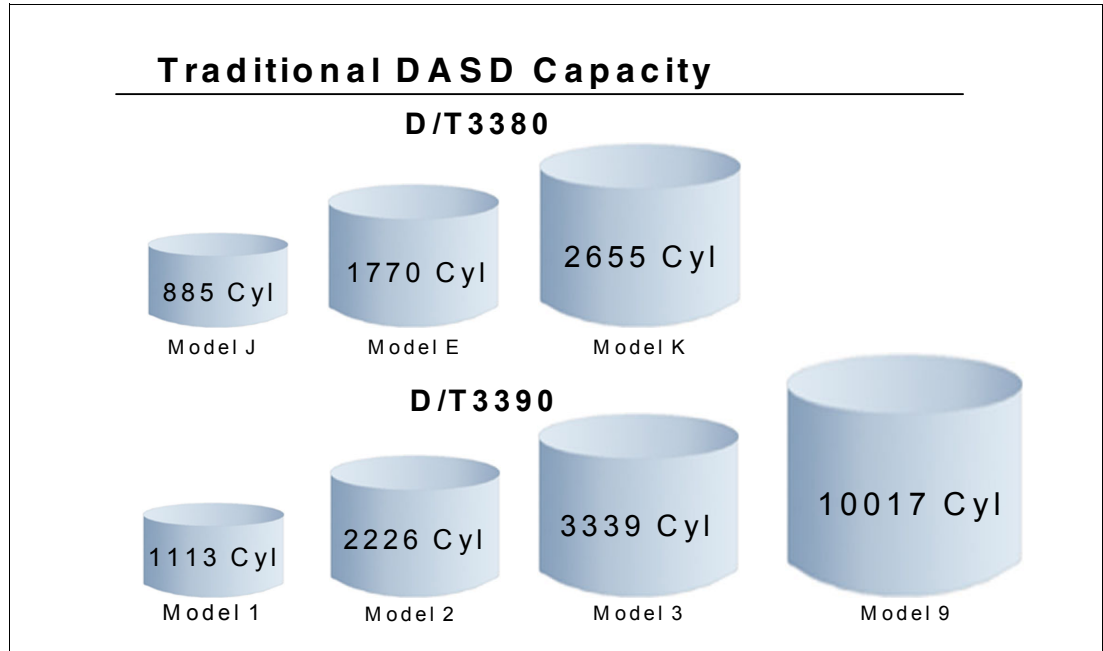 Traditional DASD Capacity
D/T3380
885 Cyl
1770 Cyl
2655 Cyl
Model J
Model E
Model K
D/T3390
1113 Cyl
2226 Cyl
3339 Cyl
10017 Cyl
Model 1
Model 2
Model 3
Model 9